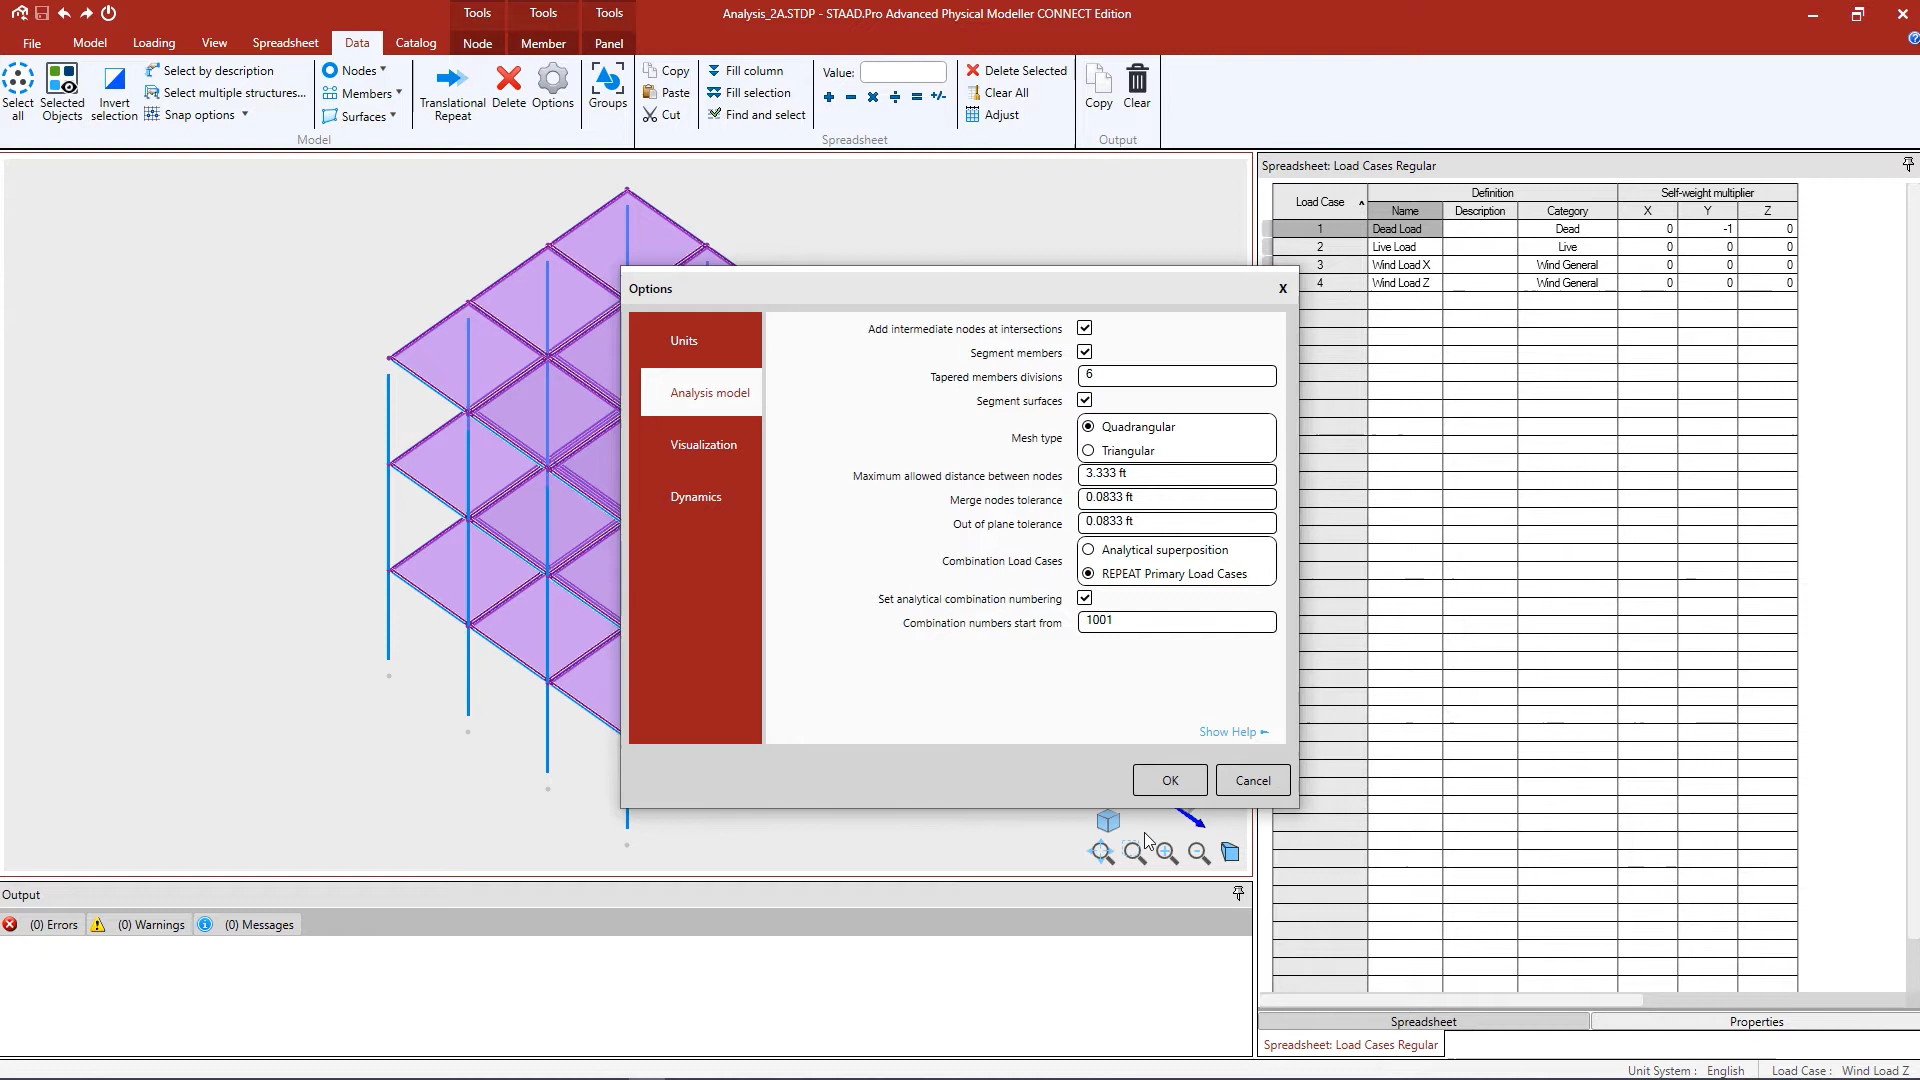 Tools
Tools
Tools
Analysis_2A.STDP - STAAD.Pro Advanced Physical Modeller CONNECT Edition
File
Model
Loading
View
Spreadsheet
Data
Catalog
Node
Member
Panel
Select all
Selected Objects
Invert selection
Select by description
Select multiple structures...
Snap options
Nodes
Members
Surfaces
Translational Repeat
Delete
Options
Groups
Model
Copy
Paste
Cut
Fill column
Fill selection
Find and select
Value:
+/-
Delete Selected
Clear All
Adjust
Spreadsheet
Copy
Clear
Output
Spreadsheet: Load Cases Regular
Load Case
Definition
Self-weight multiplier
Name
Description
Category
X
Y
Z
1 Dead Load Dead 0 -1 0
2 Live Load Live 0 0 0
3 Wind Load X Wind General 0 0 0
4 Wind Load Z Wind General 0 0 0
Options
X
Units
Analysis model
Visualization
Dynamics
Add intermediate nodes at intersections
Segment members
Tapered members divisions 6
Segment surfaces
Mesh type
Quadrangular
Triangular
Maximum allowed distance between nodes 3.333 ft
Merge nodes tolerance 0.0833 ft
Out of plane tolerance 0.0833 ft
Combination Load Cases
Analytical superposition
REPEAT Primary Load Cases
Set analytical combination numbering
Combination numbers start from 1001
Show Help
OK
Cancel
Output
(0) Errors
(0) Warnings
(0) Messages
Spreadsheet
Properties
Spreadsheet: Load Cases Regular
Unit System : English
Load Case : Wind Load Z